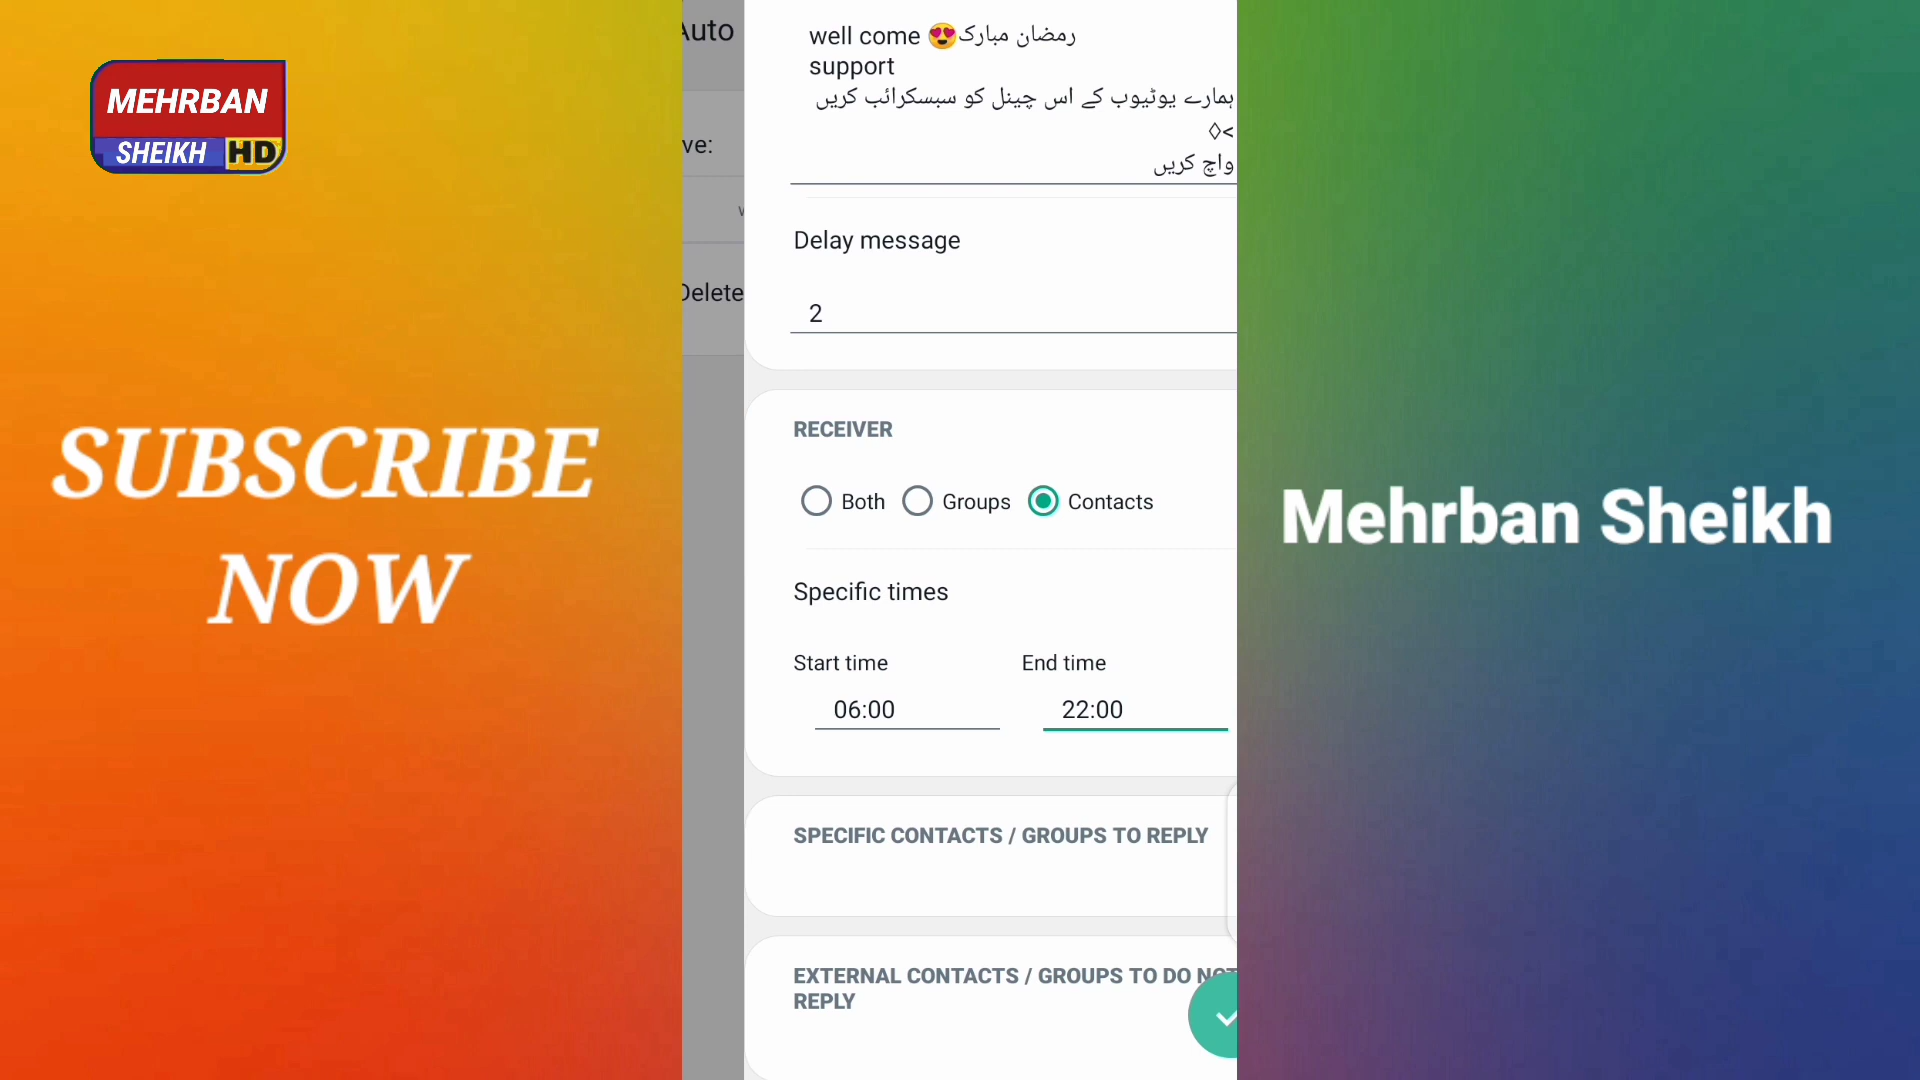 MEHRBAN
SHEIKH HD
SUBSCRIBE
NOW
Auto
ve:
Delete
well come 😍رمضان مبارک
support
ہمارے یوٹیوب کے اس چینل کو سبسکرائب کریں
>◊
واچ کریں
Delay message
2
RECEIVER
Both Groups Contacts
Specific times
Start time End time
06:00 22:00
SPECIFIC CONTACTS / GROUPS TO REPLY
EXTERNAL CONTACTS / GROUPS TO DO NOT
REPLY
Mehrban Sheikh